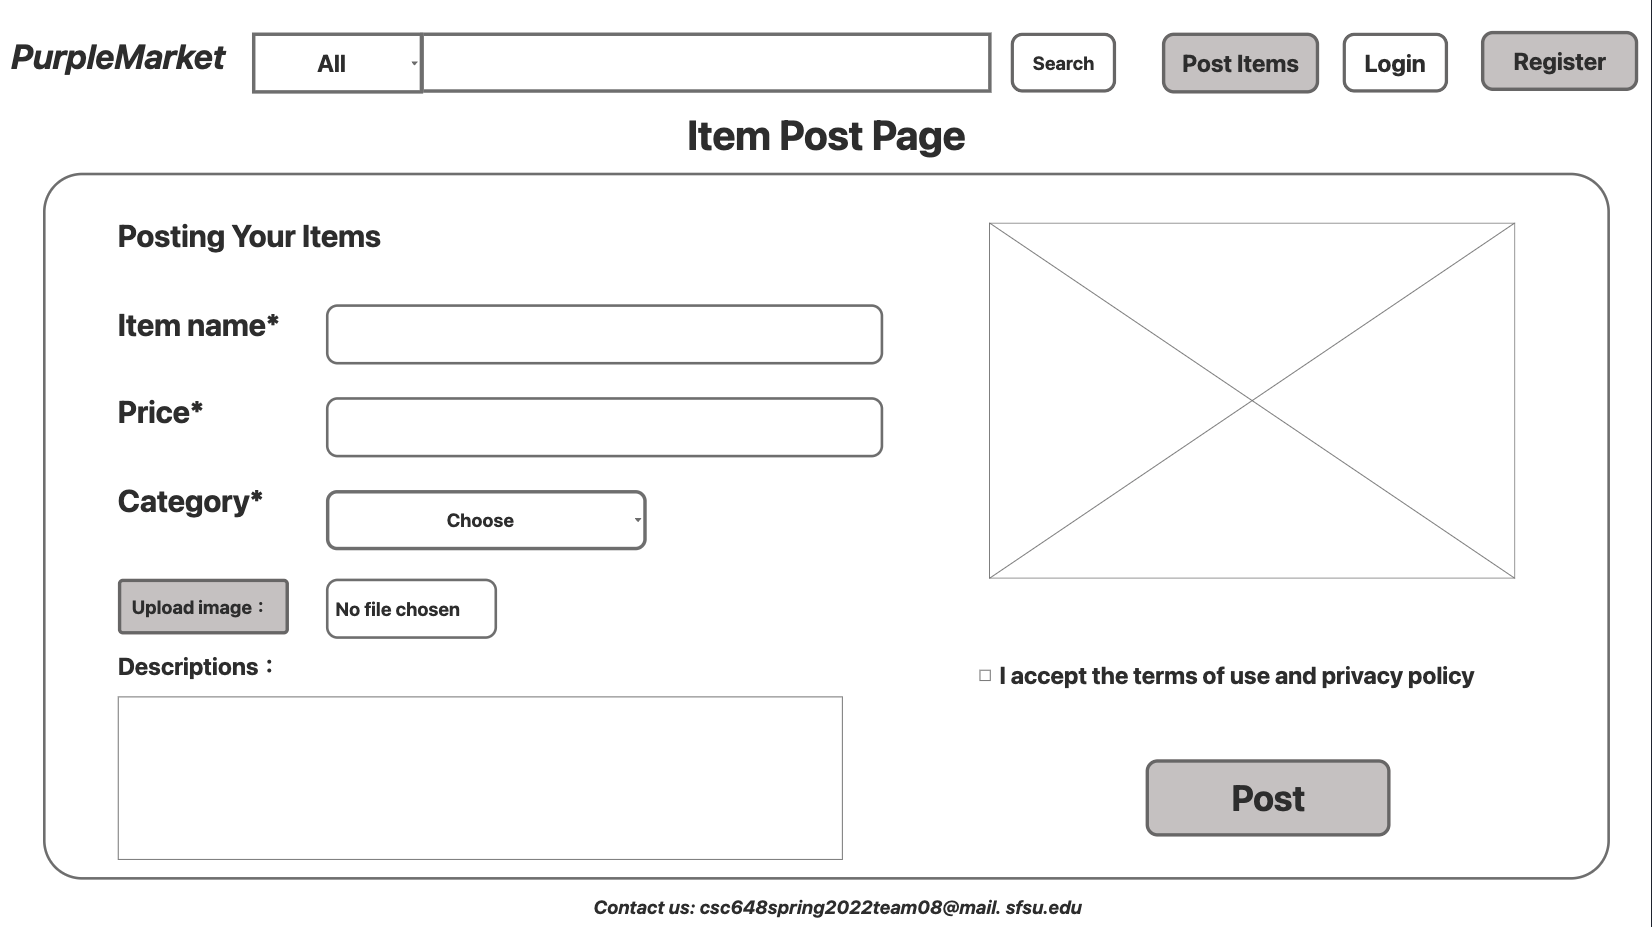 PurpleMarket All Search Post Items Login Register
Item Post Page
Posting Your Items
Item name*
Price*
Category* Choose
Upload image： No file chosen
Descriptions：
I accept the terms of use and privacy policy
Post
Contact us: csc648spring2022team08@mail. sfsu.edu